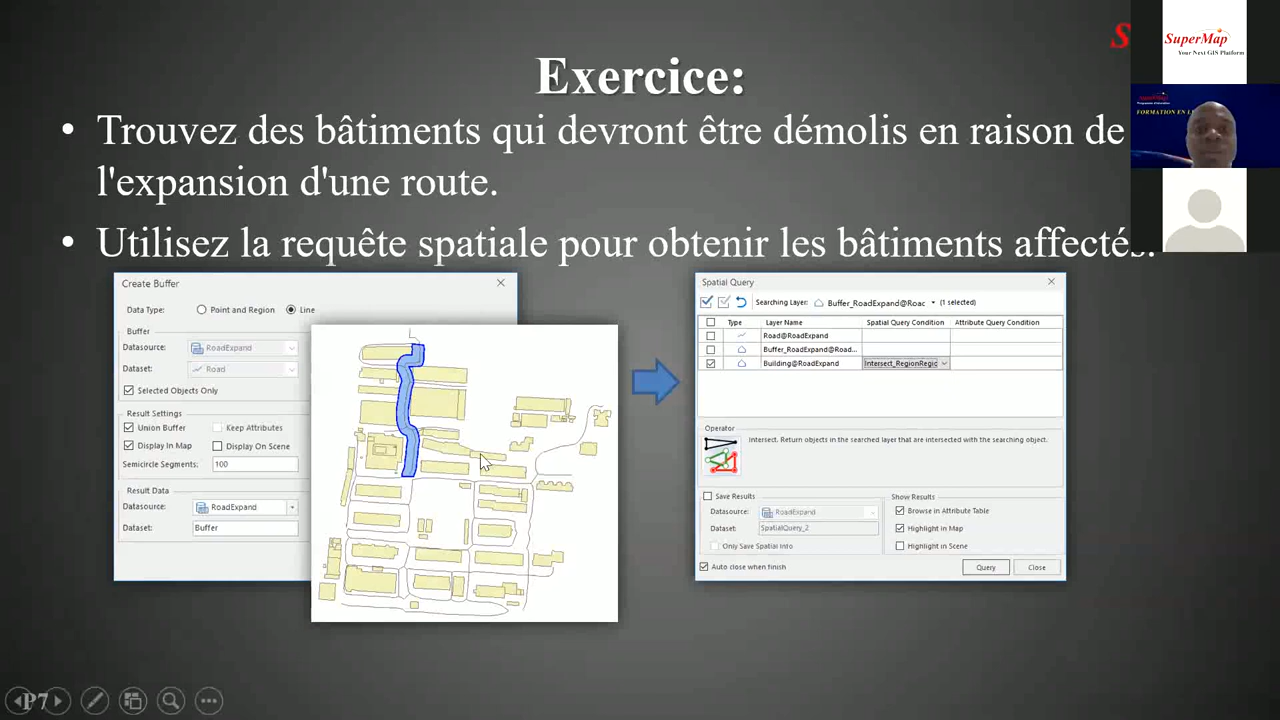 Exercice:
SuperMap
Your Next GIS Platform
• Trouvez des bâtiments qui devront être démolis en raison de
l'expansion d'une route.
• Utilisez la requête spatiale pour obtenir les bâtiments affectés.
Create Buffer
Data Type: Point and Region Line
Buffer
Datasource: RoadExpand
Dataset: Road
Selected Objects Only
Result Settings
Union Buffer Keep Attributes
Display In Map Display On Scene
Semicircle Segments: 100
Result Data
Datasource: RoadExpand
Dataset: Buffer
Spatial Query
Searching Layer: Buffer_RoadExpand@Roac (1 selected)
Type Layer Name Spatial Query Condition Attribute Query Condition
Road@RoadExpand
Buffer_RoadExpand@Road...
Building@RoadExpand Intersect_RegionRegic
Operator
Intersect. Return objects in the searched layer that are intersected with the searching object.
Save Results
Datasource: RoadExpand
Dataset: SpatialQuery_2
Only Save Spatial Info
Show Results
Browse in Attribute Table
Highlight in Map
Highlight in Scene
Auto close when finish
Query Close
P7